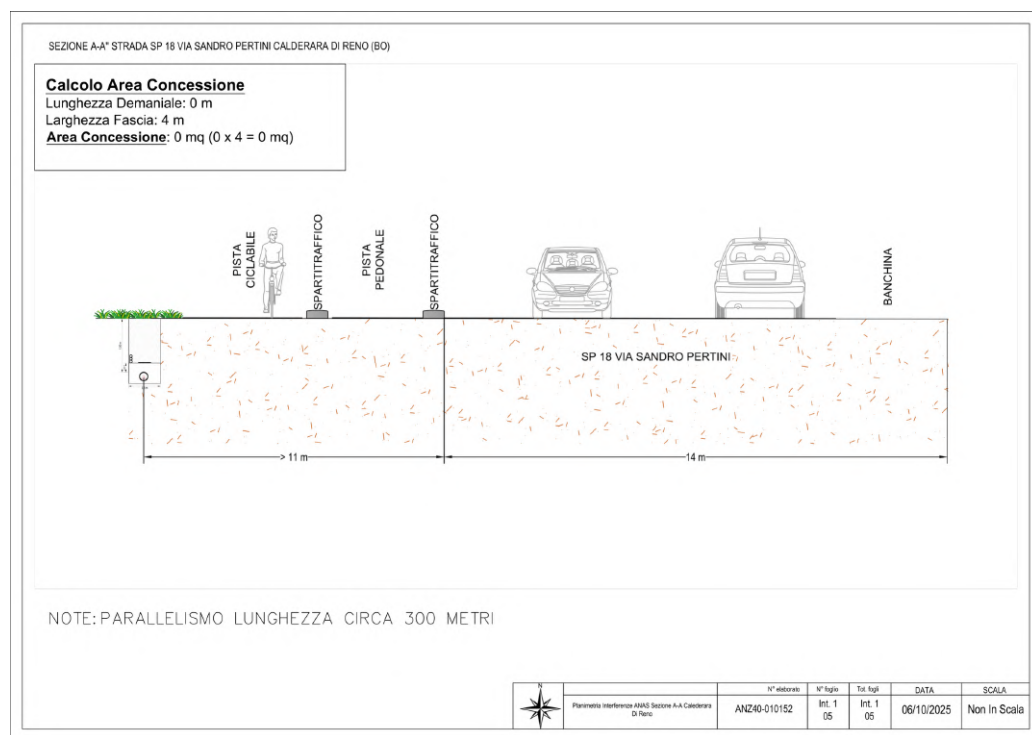 SEZIONE A-A" STRADA SP 18 VIA SANDRO PERTINI CALDERARA DI RENO (BO)
Calcolo Area Concessione
Lunghezza Demaniale: 0 m
Larghezza Fascia: 4 m
Area Concessione: 0 mq (0 x 4 = 0 mq)
PISTA
CICLABILE
SPARTITRAFFICO
PISTA
PEDONALE
SPARTITRAFFICO
BANCHINA
SP 18 VIA SANDRO PERTINI
> 11 m
14 m
NOTE: PARALLELISMO LUNGHEZZA CIRCA 300 METRI
N
Planimetria Interferenze ANAS Sezione A-A Calederara
Di Reno
N° elaborato
ANZ40-010152
N° foglio
Int. 1
05
Tot. fogli
Int. 1
05
DATA
06/10/2025
SCALA
Non In Scala